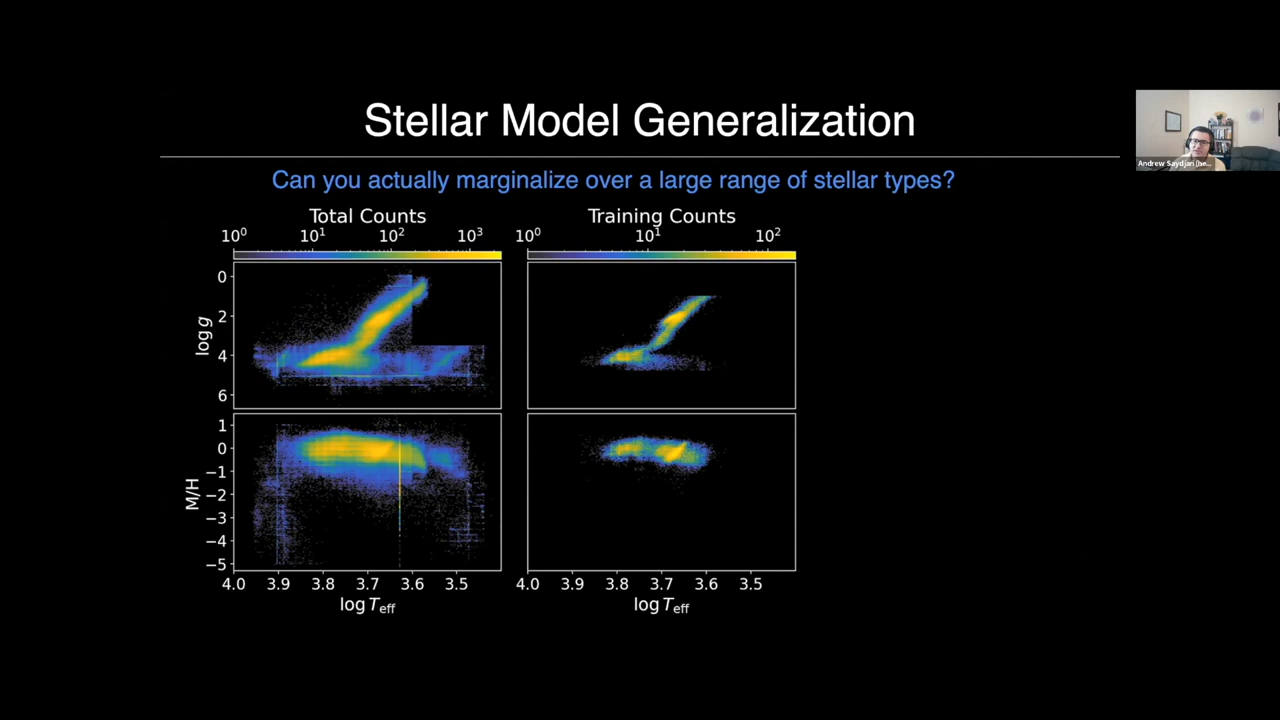 Stellar Model Generalization
Can you actually marginalize over a large range of stellar types?
Total Counts
10⁰ 10¹ 10² 10³
Training Counts
10⁰ 10¹ 10²
log g
0
2
4
6
M/H
1
0
−1
−2
−3
−4
−5
4.0 3.9 3.8 3.7 3.6 3.5
log T_eff
4.0 3.9 3.8 3.7 3.6 3.5
log T_eff
Andrew Saydjari (he...